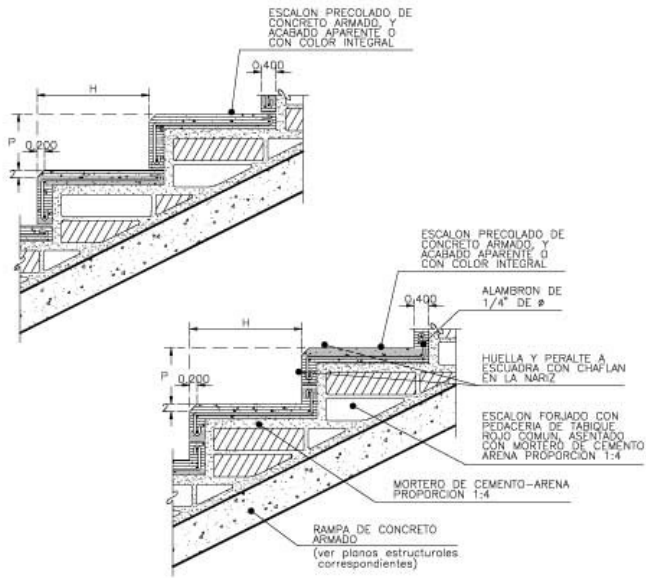 ESCALON PRECOLADO DE
CONCRETO ARMADO, Y
ACABADO APARENTE O
CON COLOR INTEGRAL
0,400
H
P
0,200
Z
ESCALON PRECOLADO DE
CONCRETO ARMADO, Y
ACABADO APARENTE O
CON COLOR INTEGRAL
0,400
ALAMBRON DE
1/4" DE ø
H
P
0,200
Z
HUELLA Y PERALTE A
ESCUADRA CON CHAFLAN
EN LA NARIZ
ESCALON FORJADO CON
PEDACERIA DE TABIQUE
ROJO COMUN, ASENTADO
CON MORTERO DE CEMENTO
ARENA PROPORCION 1:4
MORTERO DE CEMENTO-ARENA
PROPORCION 1:4
RAMPA DE CONCRETO
ARMADO
(ver planos estructurales
correspondientes)